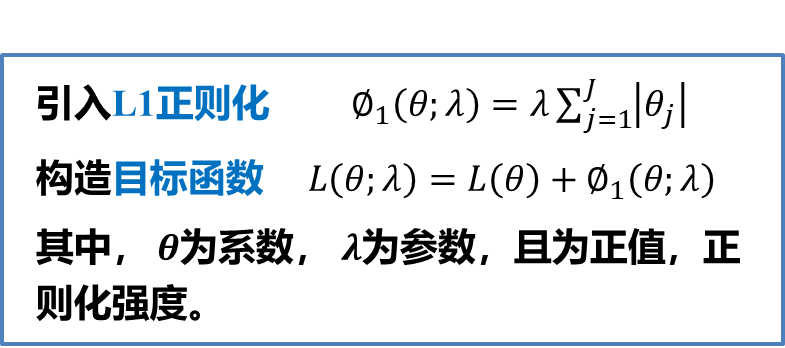 引入L1正则化 ∅₁(θ;λ) = λ∑ⱼ₌₁ᴶ|θⱼ|
构造目标函数 L(θ;λ) = L(θ) + ∅₁(θ;λ)
其中， θ为系数， λ为参数，且为正值，正
则化强度。